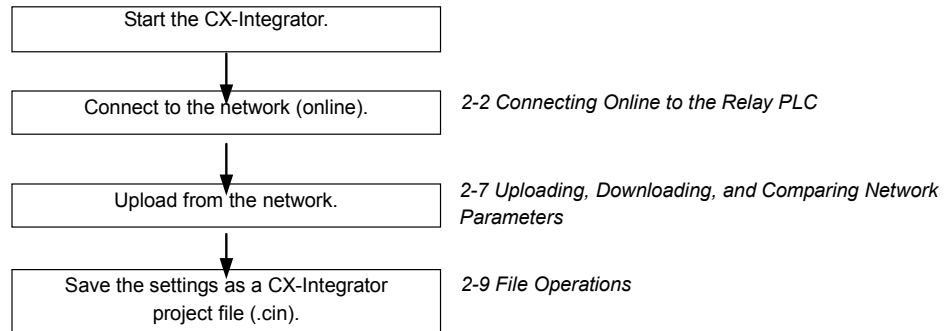 Start the CX-Integrator.
Connect to the network (online).
2-2 Connecting Online to the Relay PLC
Upload from the network.
2-7 Uploading, Downloading, and Comparing Network
Parameters
Save the settings as a CX-Integrator
project file (.cin).
2-9 File Operations